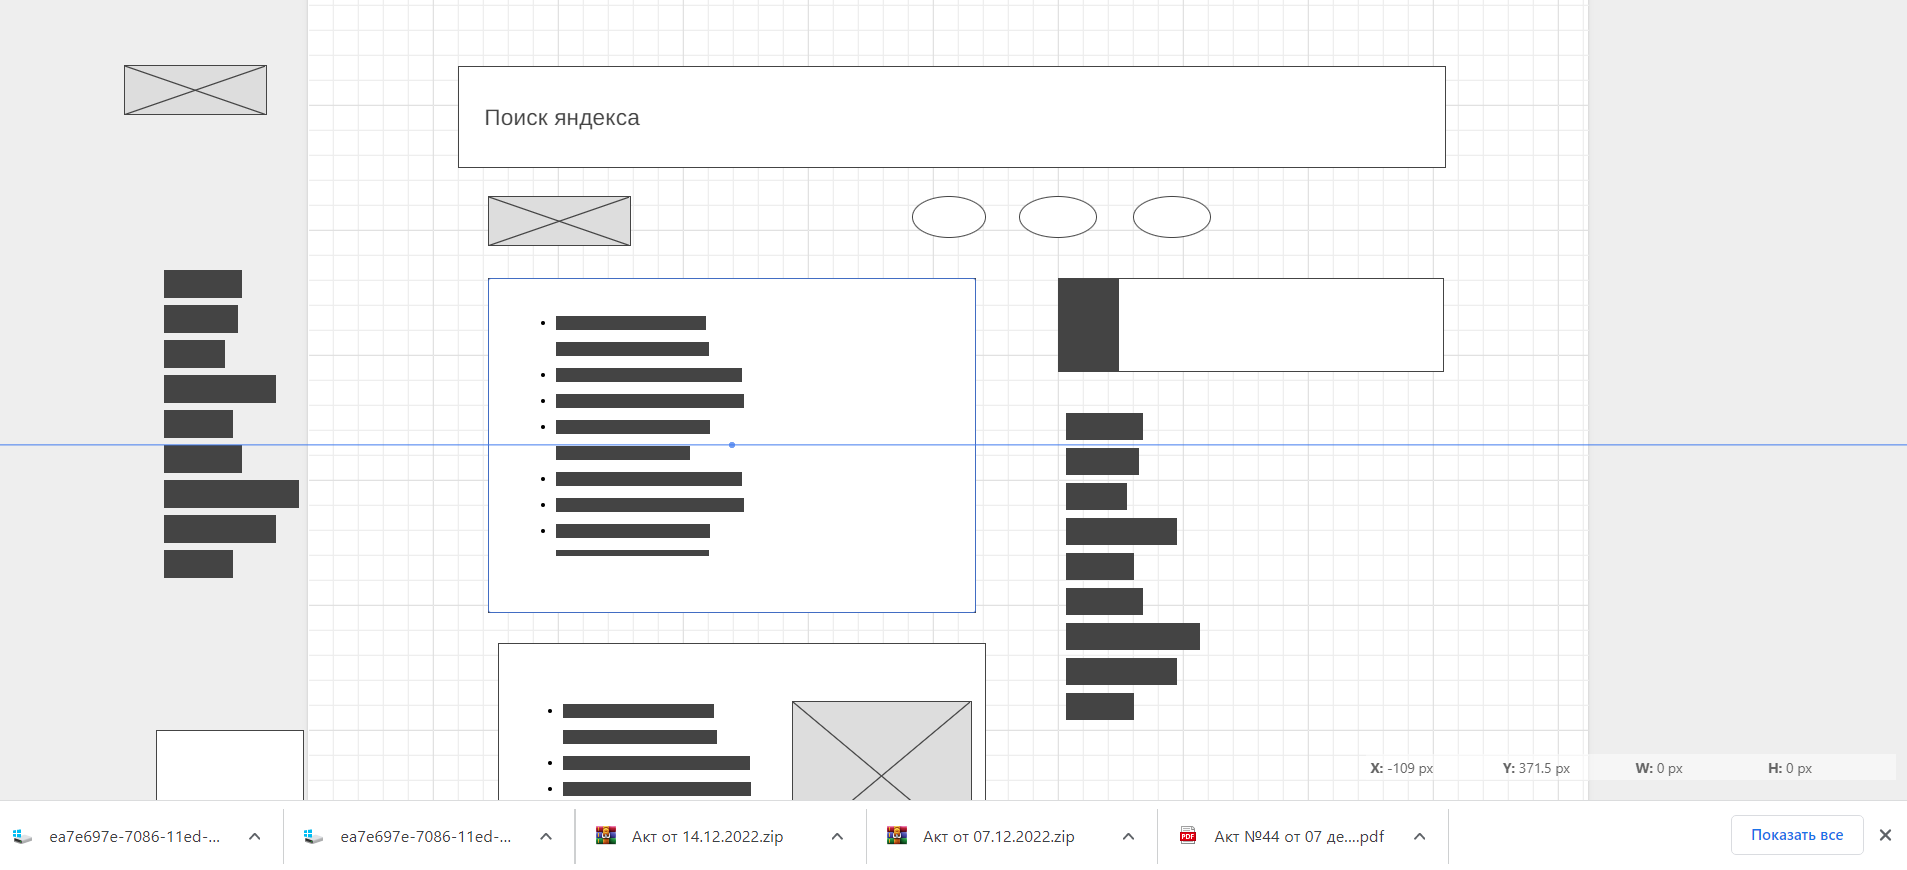 Поиск яндекса
X: -109 px Y: 371.5 px W: 0 px H: 0 px
ea7e697e-7086-11ed-...
ea7e697e-7086-11ed-...
Акт от 14.12.2022.zip
Акт от 07.12.2022.zip
PDF
Акт №44 от 07 де....pdf
Показать все